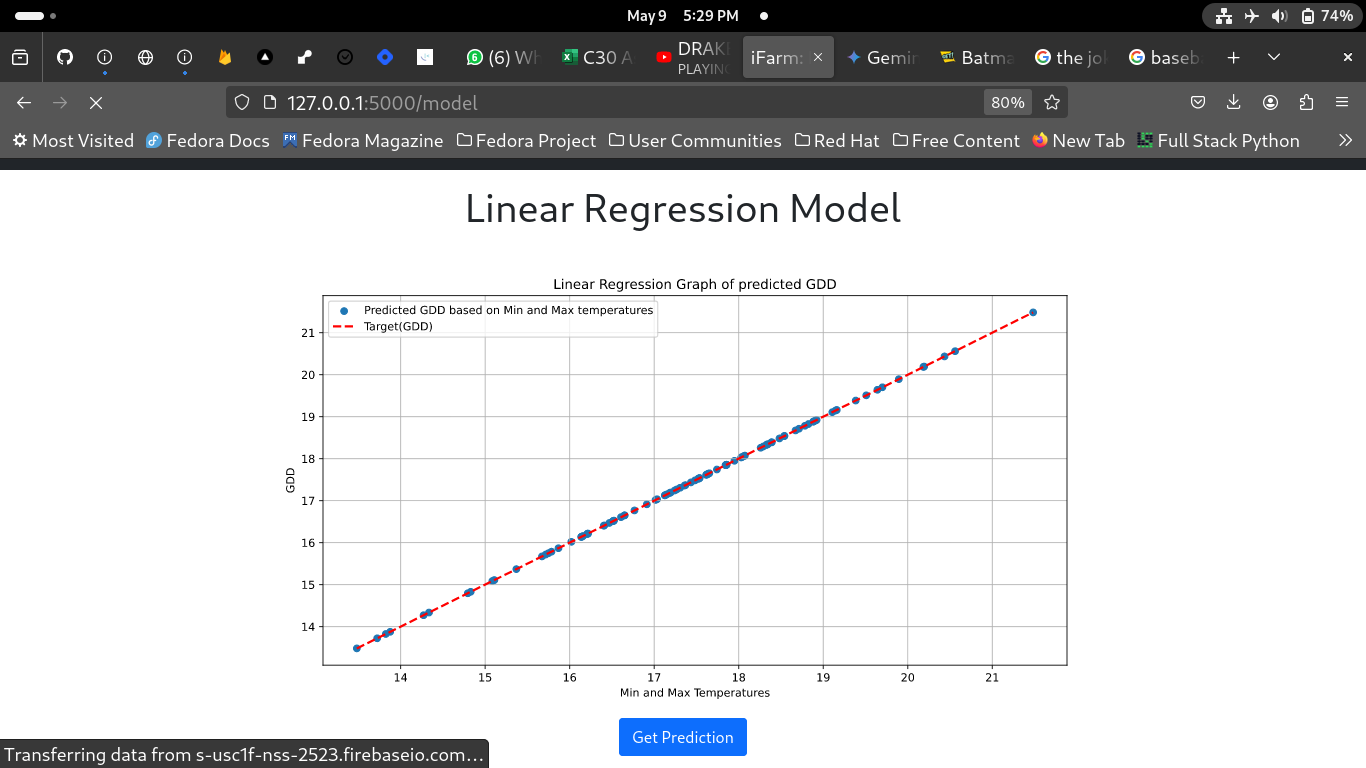 May 9 5:29 PM
74%
(6) Wh
C30 A
DRAKE
PLAYING
iFarm:
Gemin
Batma
the jok
baseb
127.0.0.1:5000/model
80%
Most Visited
Fedora Docs
Fedora Magazine
Fedora Project
User Communities
Red Hat
Free Content
New Tab
Full Stack Python
Linear Regression Model
Linear Regression Graph of predicted GDD
Predicted GDD based on Min and Max temperatures
Target(GDD)
21
20
19
18
17
16
15
14
GDD
14 15 16 17 18 19 20 21
Min and Max Temperatures
Get Prediction
Transferring data from s-usc1f-nss-2523.firebaseio.com…